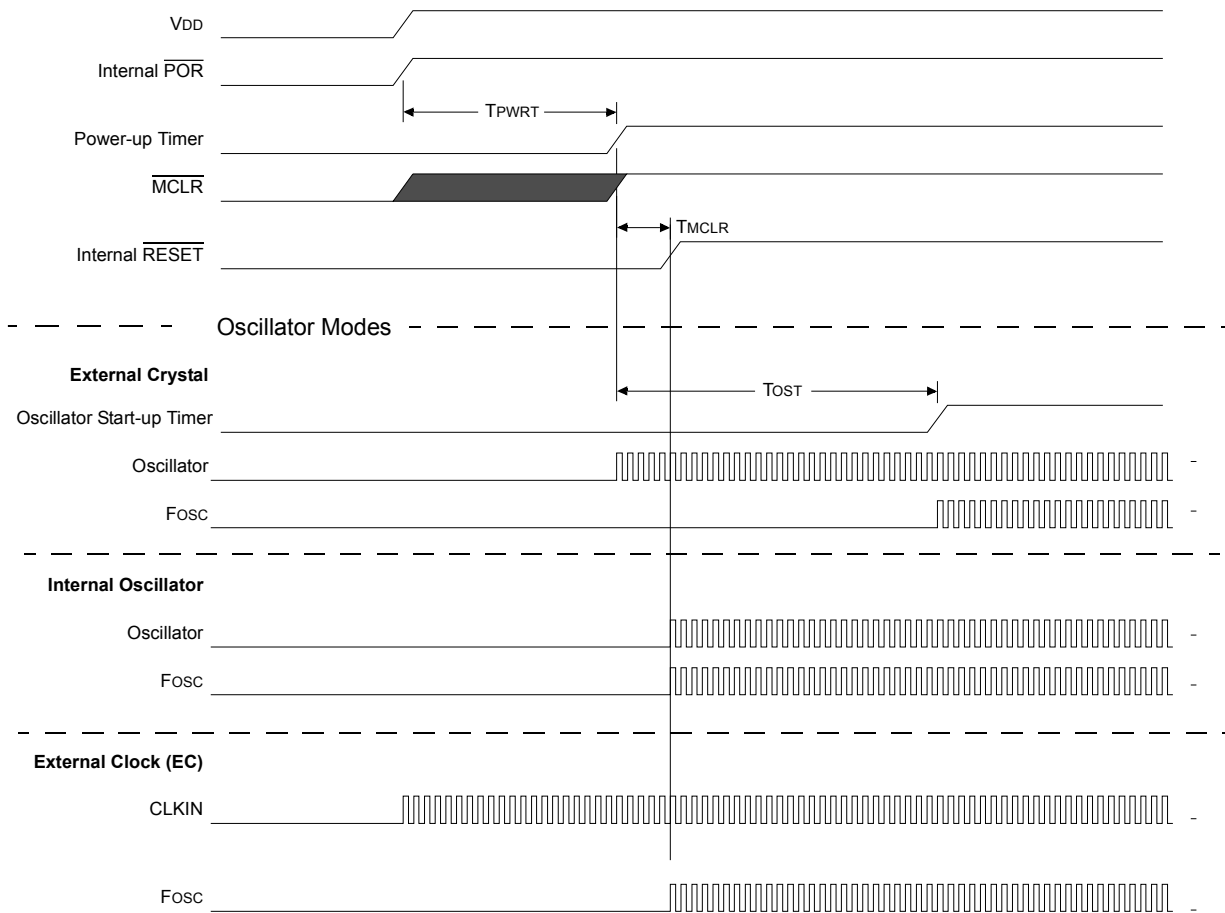 VDD
Internal POR
TPWRT
Power-up Timer
MCLR
TMCLR
Internal RESET
Oscillator Modes
External Crystal
TOST
Oscillator Start-up Timer
Oscillator
FOSC
Internal Oscillator
Oscillator
FOSC
External Clock (EC)
CLKIN
FOSC